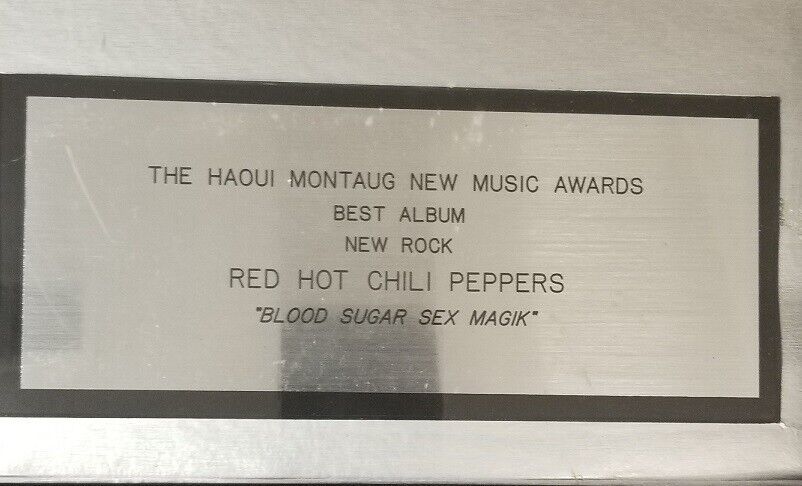 THE HAOUI MONTAUG NEW MUSIC AWARDS
BEST ALBUM
NEW ROCK
RED HOT CHILI PEPPERS
"BLOOD SUGAR SEX MAGIK"